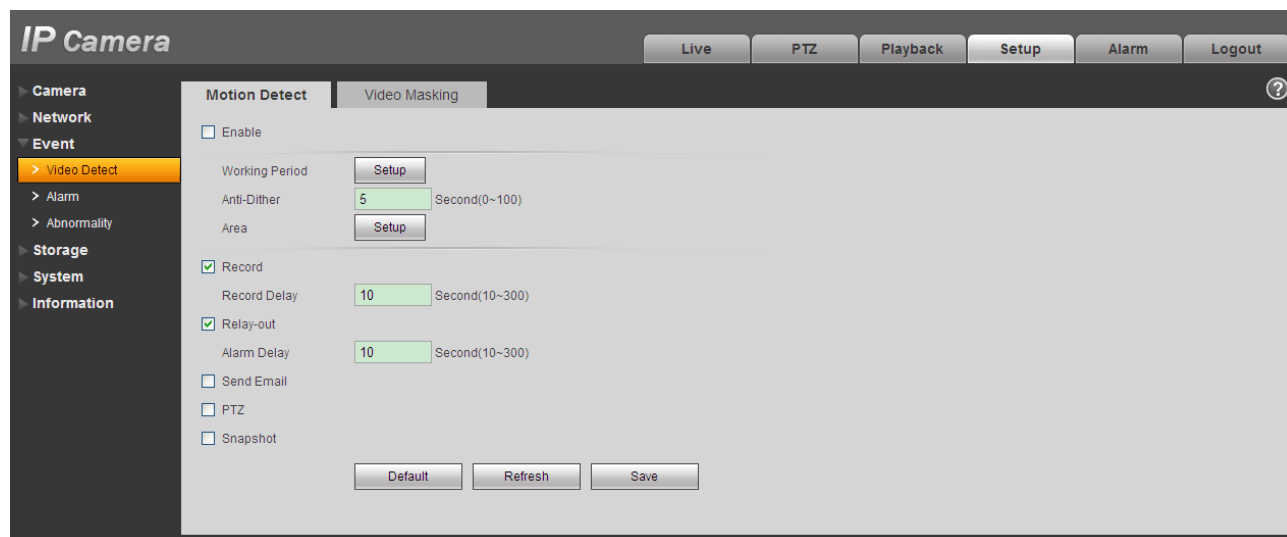 IP Camera
Live PTZ Playback Setup Alarm Logout
Camera
Network
Event
> Video Detect
> Alarm
> Abnormality
Storage
System
Information
Motion Detect Video Masking
?
Enable
Working Period Setup
Anti-Dither 5 Second(0~100)
Area Setup
Record
Record Delay 10 Second(10~300)
Relay-out
Alarm Delay 10 Second(10~300)
Send Email
PTZ
Snapshot
Default Refresh Save